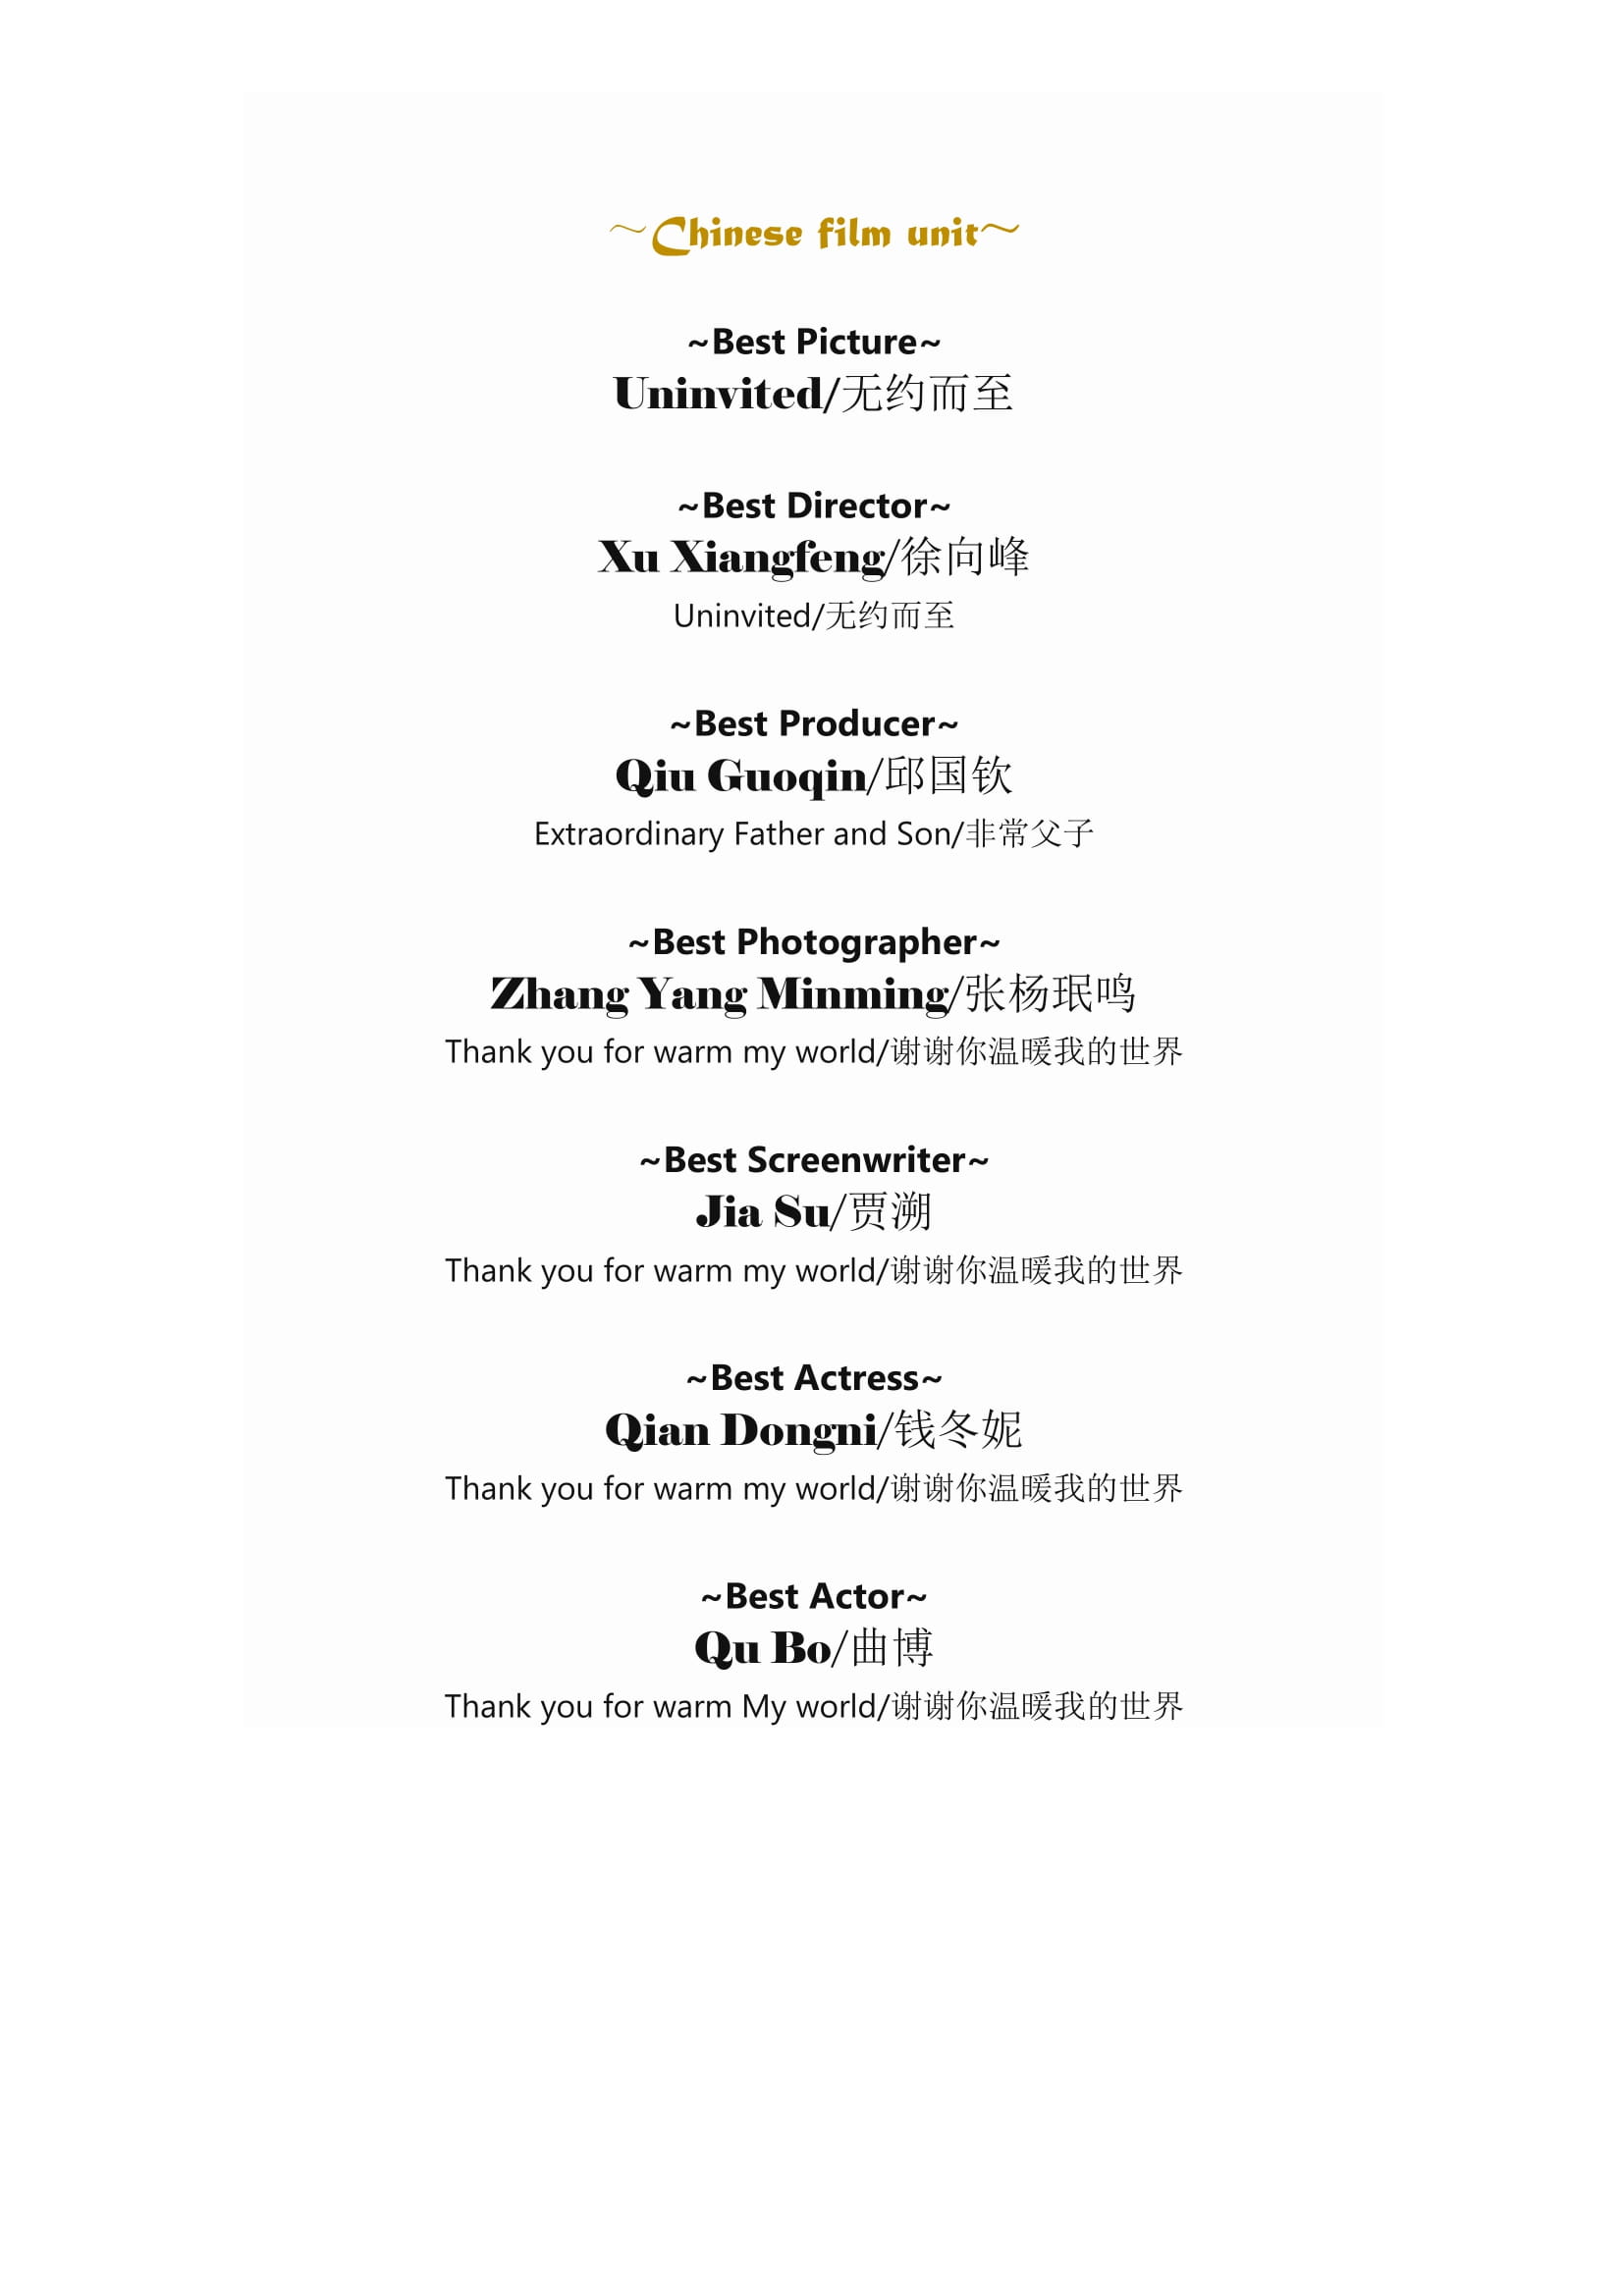 ～Chinese film unit～
~Best Picture~
Uninvited/无约而至
~Best Director~
Xu Xiangfeng/徐向峰
Uninvited/无约而至
~Best Producer~
Qiu Guoqin/邱国钦
Extraordinary Father and Son/非常父子
~Best Photographer~
Zhang Yang Minming/张杨珉鸣
Thank you for warm my world/谢谢你温暖我的世界
~Best Screenwriter~
Jia Su/贾溯
Thank you for warm my world/谢谢你温暖我的世界
~Best Actress~
Qian Dongni/钱冬妮
Thank you for warm my world/谢谢你温暖我的世界
~Best Actor~
Qu Bo/曲博
Thank you for warm My world/谢谢你温暖我的世界